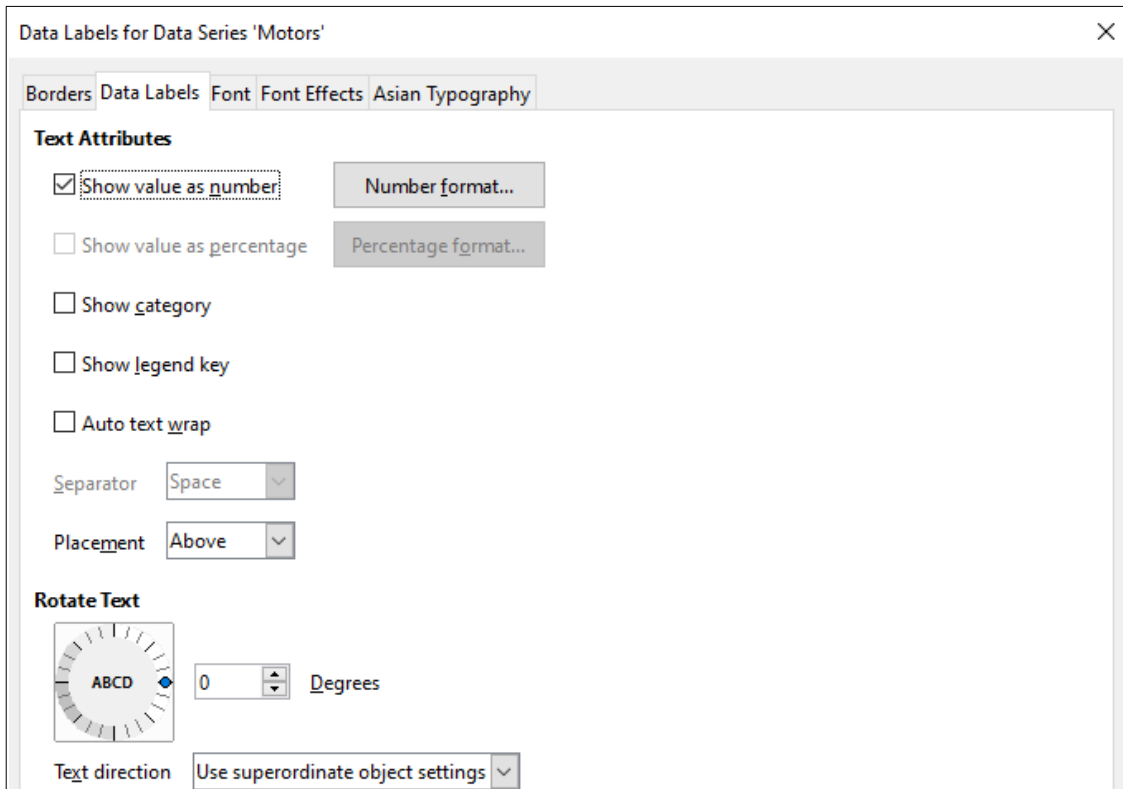 Data Labels for Data Series 'Motors'
Borders Data Labels Font Font Effects Asian Typography
Text Attributes
Show value as number Number format...
Show value as percentage Percentage format...
Show category
Show legend key
Auto text wrap
Separator Space
Placement Above
Rotate Text
ABCD 0 Degrees
Text direction Use superordinate object settings